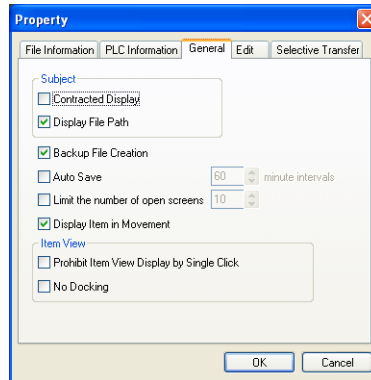 Property
File Information PLC Information General Edit Selective Transfer
Subject
Contracted Display
Display File Path
Backup File Creation
Auto Save 60 minute intervals
Limit the number of open screens 10
Display Item in Movement
Item View
Prohibit Item View Display by Single Click
No Docking
OK Cancel